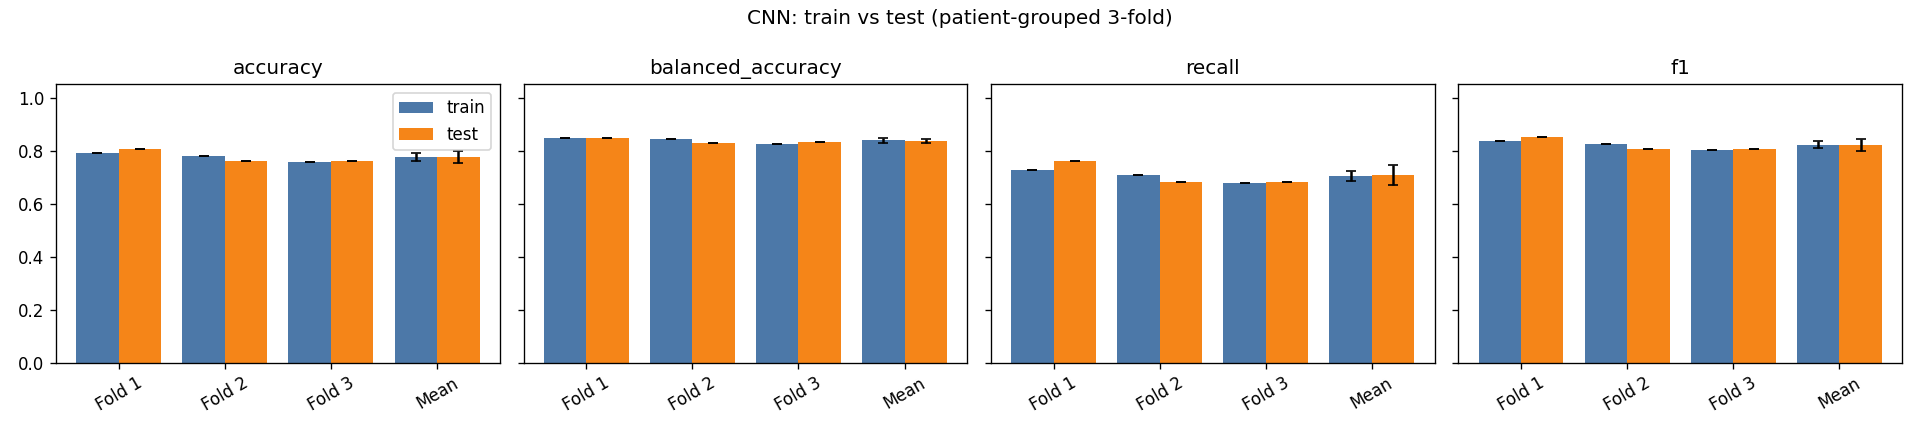 CNN: train vs test (patient-grouped 3-fold)
accuracy
balanced_accuracy
recall
f1
train
test
1.0
0.8
0.6
0.4
0.2
0.0
Fold 1
Fold 2
Fold 3
Mean
Fold 1
Fold 2
Fold 3
Mean
Fold 1
Fold 2
Fold 3
Mean
Fold 1
Fold 2
Fold 3
Mean